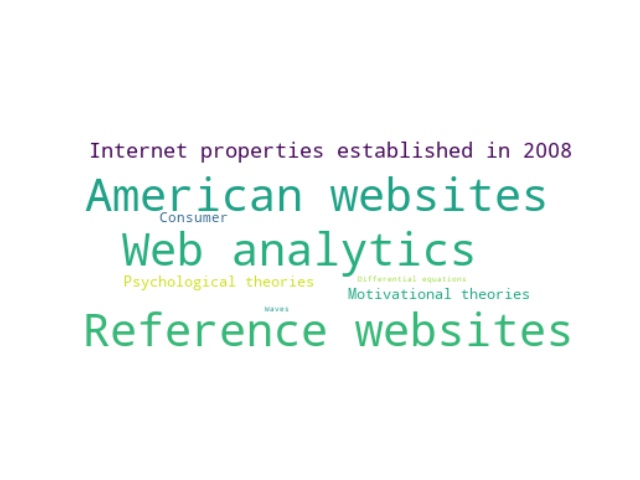 Internet properties established in 2008
American websites
Consumer
Web analytics
Psychological theories
Differential equations
Motivational theories
Waves
Reference websites